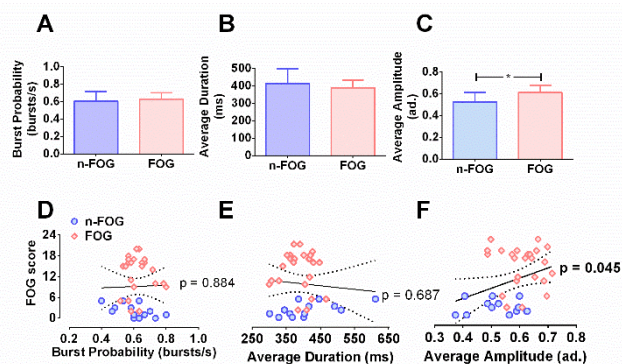 A
B
C
Burst Probability
(bursts/s)
1.0
0.8
0.6
0.4
0.2
0.0
n-FOG
FOG
Average Duration
(ms)
500
400
300
200
100
0
n-FOG
FOG
Average Amplitude
(ad.)
0.8
0.6
0.4
0.2
0.0
*
n-FOG
FOG
D
E
F
n-FOG
FOG
FOG score
24
18
12
6
0
p = 0.884
0.2 0.4 0.6 0.8 1.0
Burst Probability (bursts/s)
p = 0.687
250 350 450 550 650
Average Duration (ms)
p = 0.045
0.3 0.4 0.5 0.6 0.7 0.8
Average Amplitude (ad.)